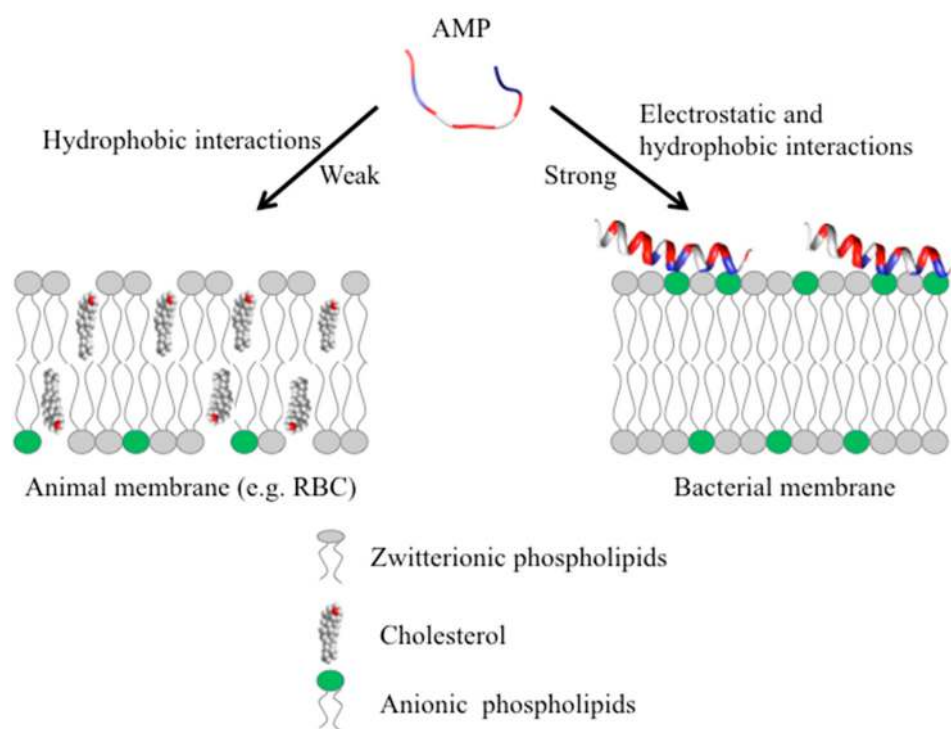 AMP
Hydrophobic interactions
Weak
Electrostatic and
hydrophobic interactions
Strong
Animal membrane (e.g. RBC)
Bacterial membrane
Zwitterionic phospholipids
Cholesterol
Anionic phospholipids